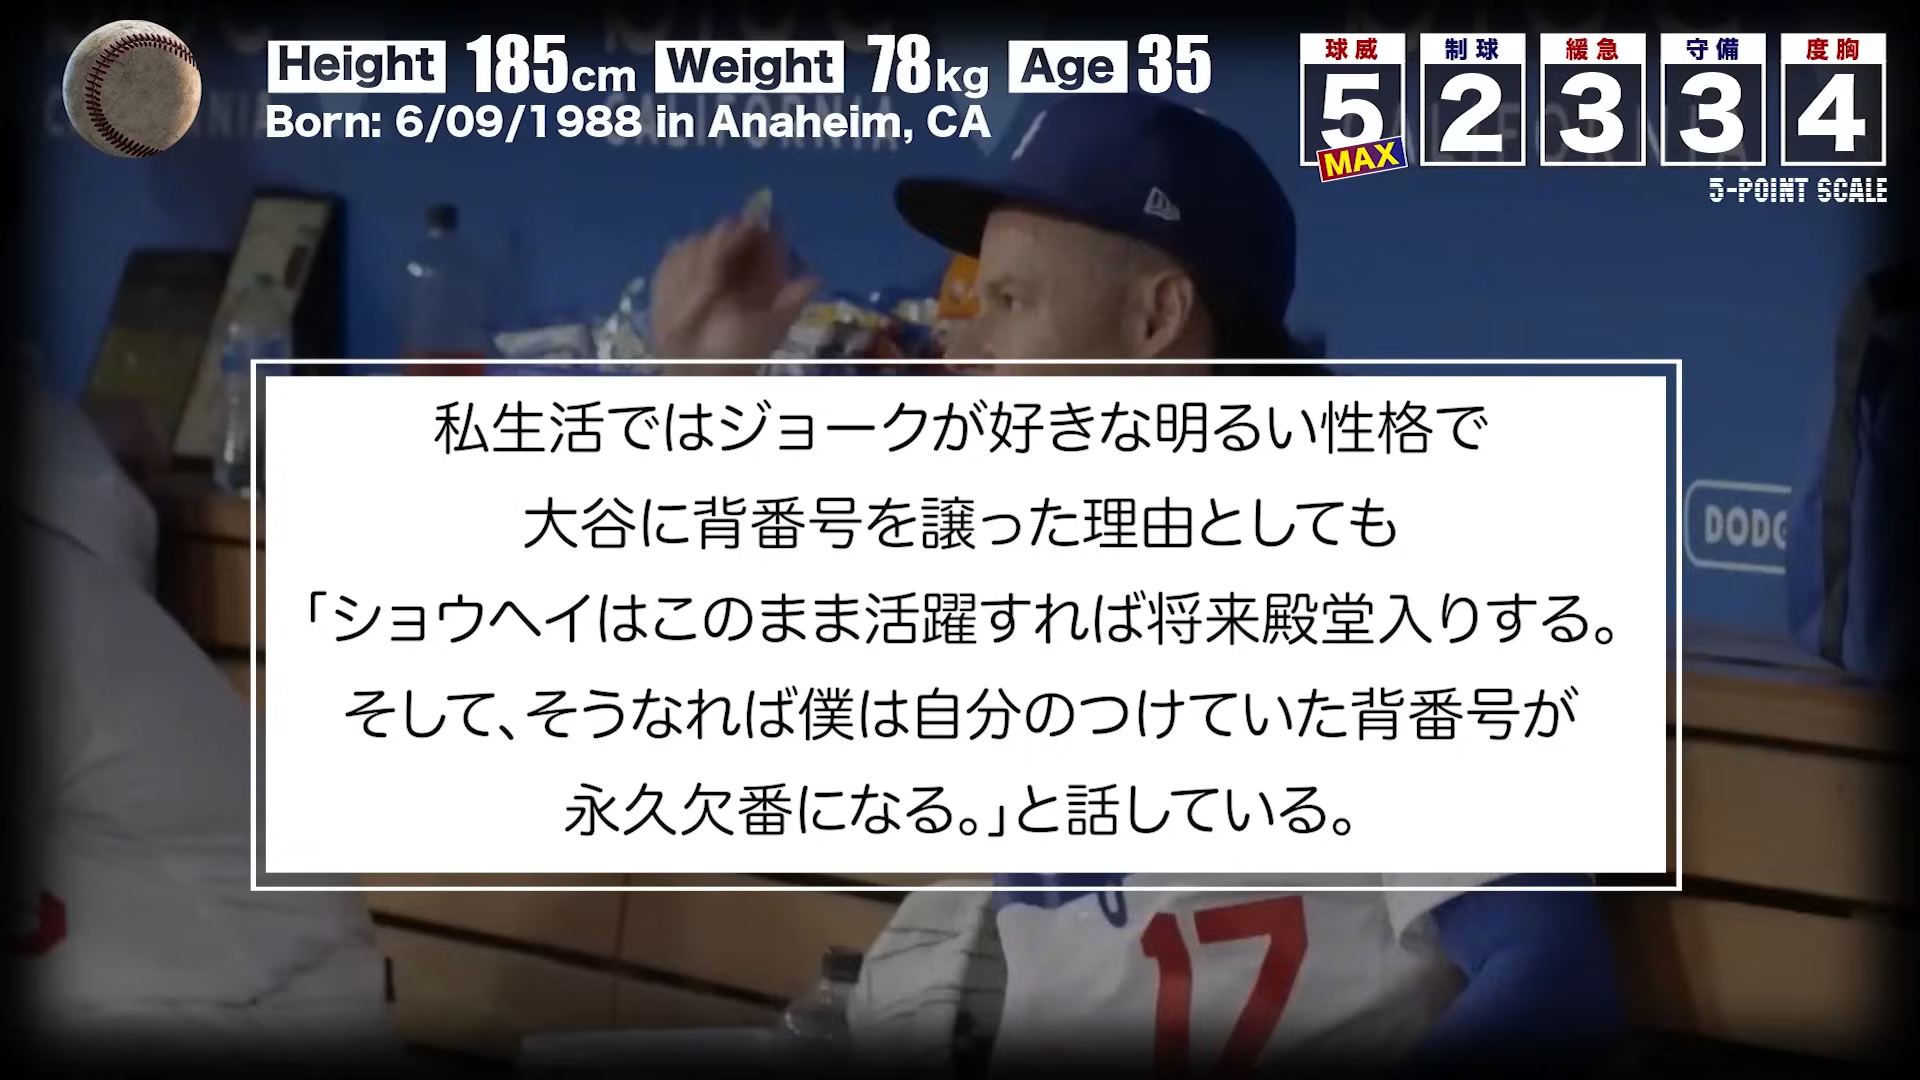 Height 185cm Weight 78kg Age 35
Born: 6/09/1988 in Anaheim, CA
球威 制球 緩急 守備 度胸
5 2 3 3 4
MAX
5-POINT SCALE
私生活ではジョークが好きな明るい性格で
大谷に背番号を譲った理由としても
「ショウヘイはこのまま活躍すれば将来殿堂入りする。
そして、そうなれば僕は自分のつけていた背番号が
永久欠番になる。」と話している。
DODG
17